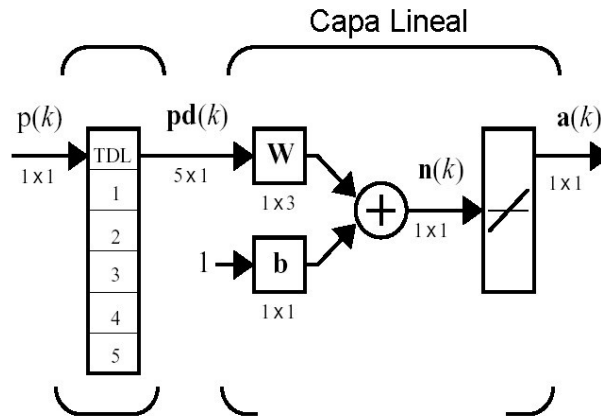 Capa Lineal
p(k)
1 x 1
TDL
1
2
3
4
5
pd(k)
5 x 1
W
1 x 3
1
b
1 x 1
+
n(k)
1 x 1
a(k)
1 x 1